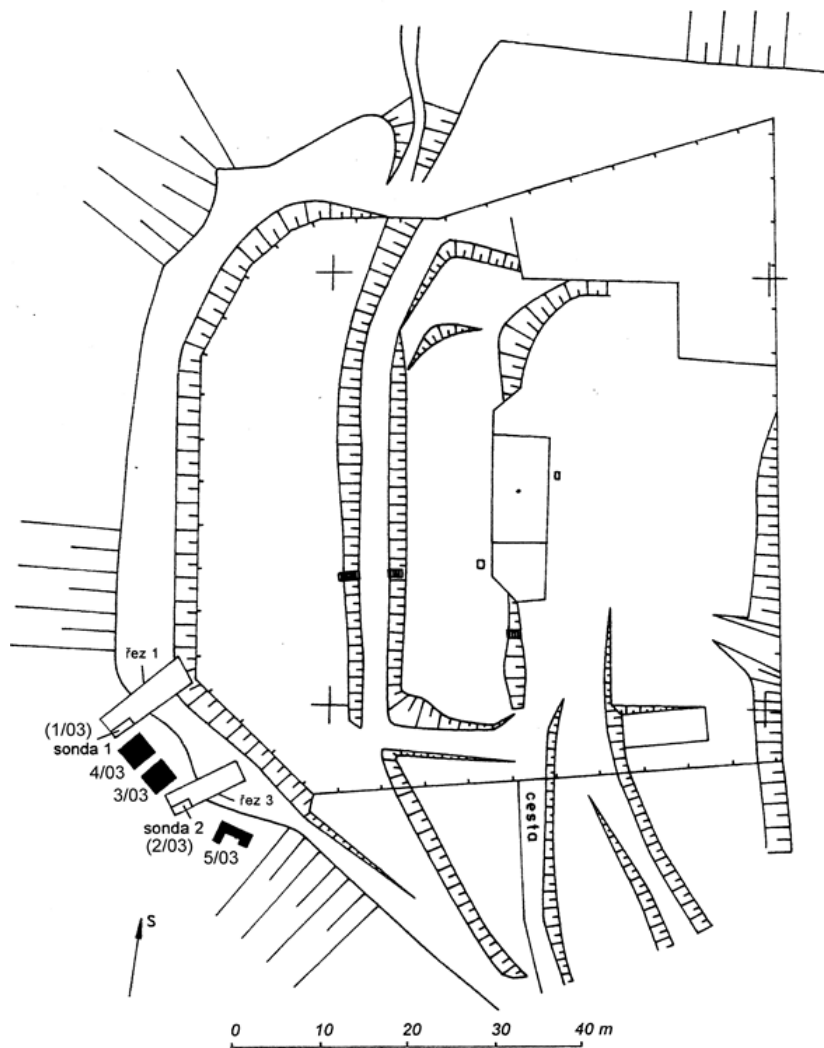 řez 1
(1/03)
sonda 1
4/03
3/03
řez 3
sonda 2
(2/03)
5/03
cesta
S
0 10 20 30 40 m